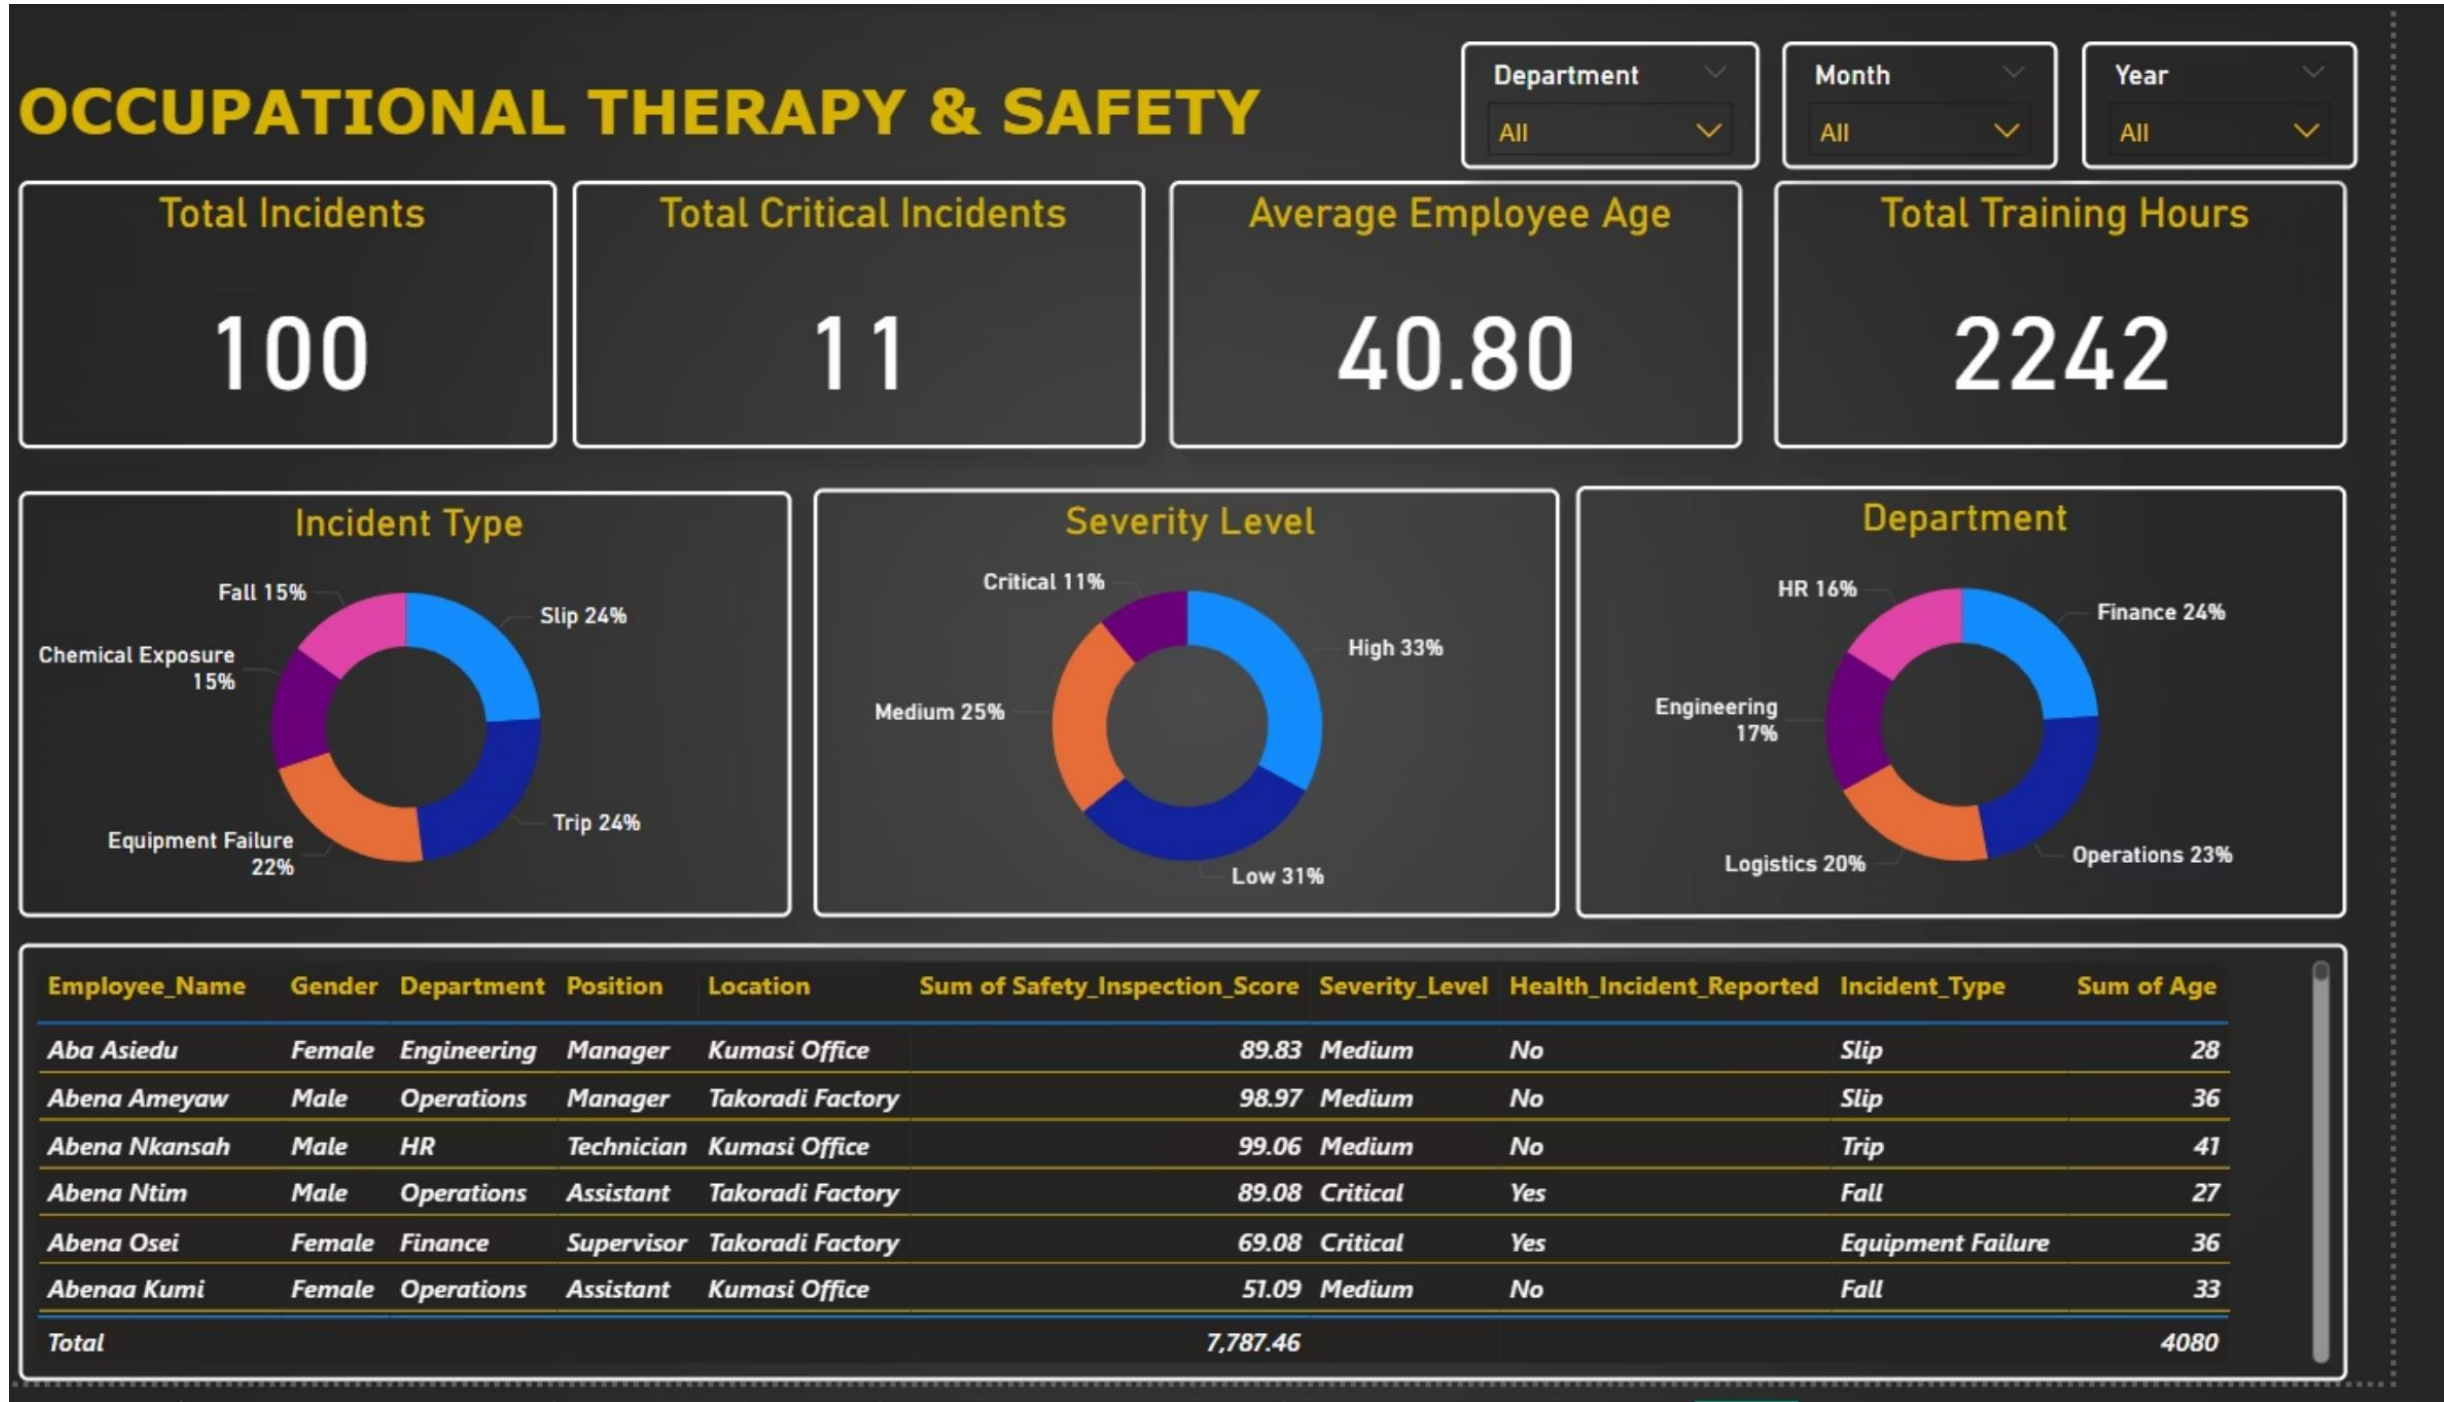 OCCUPATIONAL THERAPY & SAFETY
Department
All
Month
All
Year
All
Total Incidents
100
Total Critical Incidents
11
Average Employee Age
40.80
Total Training Hours
2242
Incident Type
Fall 15%
Slip 24%
Chemical Exposure
15%
Trip 24%
Equipment Failure
22%
Severity Level
Critical 11%
High 33%
Medium 25%
Low 31%
Department
HR 16%
Finance 24%
Engineering
17%
Operations 23%
Logistics 20%
Employee_Name Gender Department Position Location Sum of Safety_Inspection_Score Severity_Level Health_Incident_Reported Incident_Type Sum of Age
Aba Asiedu Female Engineering Manager Kumasi Office 89.83 Medium No Slip 28
Abena Ameyaw Male Operations Manager Takoradi Factory 98.97 Medium No Slip 36
Abena Nkansah Male HR Technician Kumasi Office 99.06 Medium No Trip 41
Abena Ntim Male Operations Assistant Takoradi Factory 89.08 Critical Yes Fall 27
Abena Osei Female Finance Supervisor Takoradi Factory 69.08 Critical Yes Equipment Failure 36
Abenaa Kumi Female Operations Assistant Kumasi Office 51.09 Medium No Fall 33
Total 7,787.46 4080